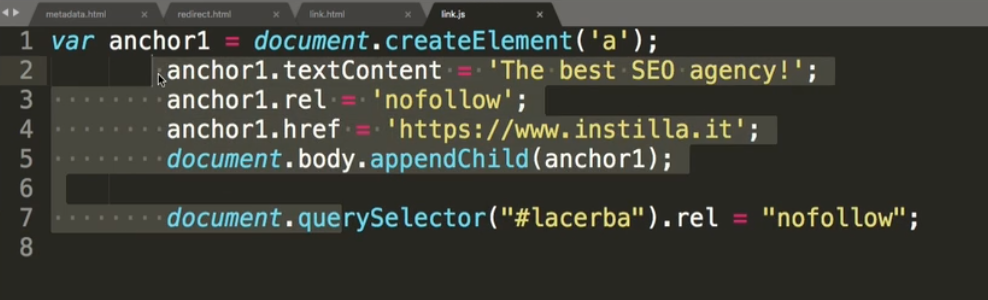 metadata.html × redirect.html × link.html × link.js ×
1 var anchor1 = document.createElement('a');
2 anchor1.textContent = 'The best SEO agency!';
3 anchor1.rel = 'nofollow';
4 anchor1.href = 'https://www.instilla.it';
5 document.body.appendChild(anchor1);
6
7 document.querySelector("#lacerba").rel = "nofollow";
8